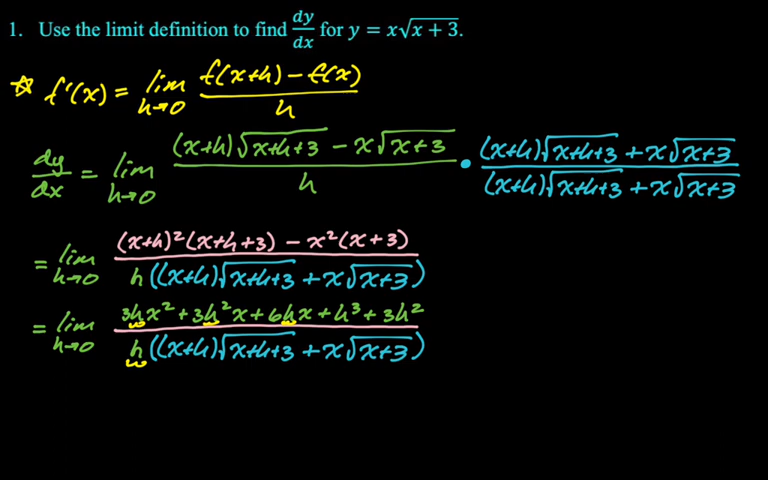 1. Use the limit definition to find dy/dx for y = x√(x + 3).
☆ f'(x) = lim h→0 (f(x+h) − f(x))/h
dy/dx = lim h→0 ((x+h)√(x+h+3) − x√(x+3))/h • ((x+h)√(x+h+3) + x√(x+3))/((x+h)√(x+h+3) + x√(x+3))
= lim h→0 ((x+h)²(x+h+3) − x²(x+3))/(h((x+h)√(x+h+3) + x√(x+3)))
= lim h→0 (3hx² + 3h²x + 6hx + h³ + 3h²)/(h((x+h)√(x+h+3) + x√(x+3)))